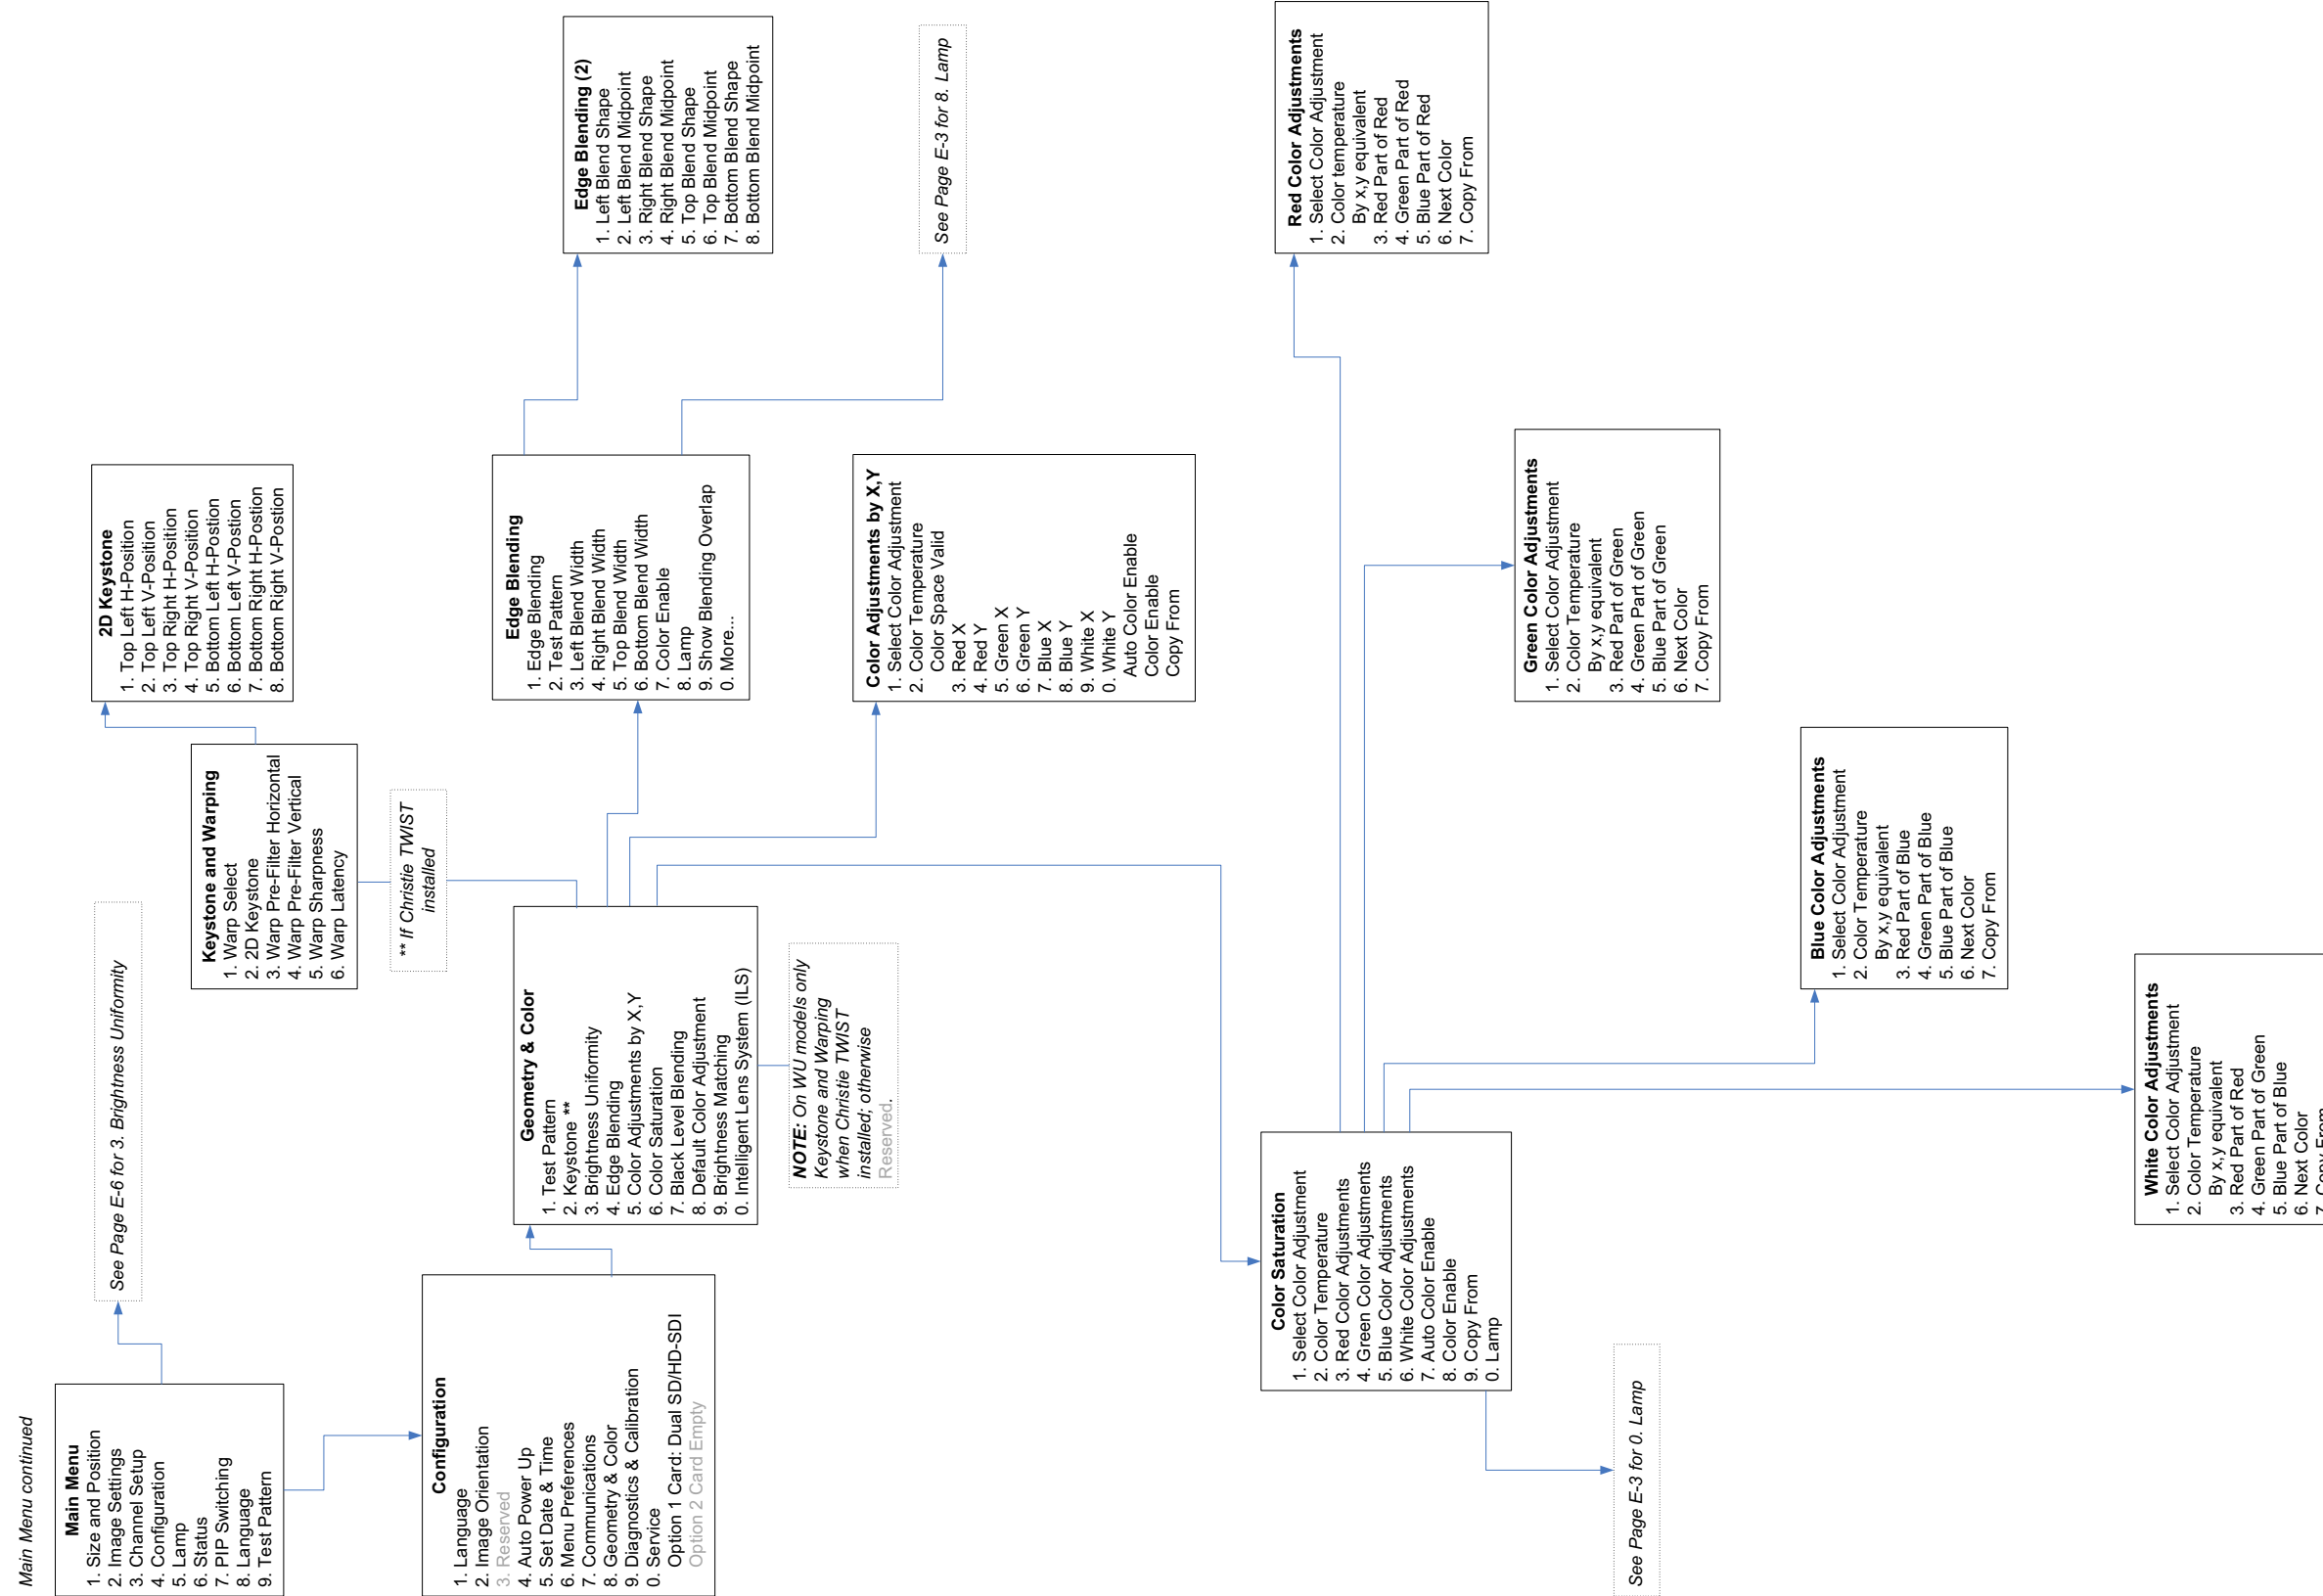 Main Menu continued
Main Menu
1. Size and Position
2. Image Settings
3. Channel Setup
4. Configuration
5. Lamp
6. Status
7. PIP Switching
8. Language
9. Test Pattern
See Page E-6 for 3. Brightness Uniformity
Configuration
1. Language
2. Image Orientation
3. Reserved
4. Auto Power Up
5. Set Date & Time
6. Menu Preferences
7. Communications
8. Geometry & Color
9. Diagnostics & Calibration
0. Service
Option 1 Card: Dual SD/HD-SDI
Option 2 Card Empty
Geometry & Color
1. Test Pattern
2. Keystone **
3. Brightness Uniformity
4. Edge Blending
5. Color Adjustments by X,Y
6. Color Saturation
7. Black Level Blending
8. Default Color Adjustment
9. Brightness Matching
0. Intelligent Lens System (ILS)
NOTE: On WU models only
Keystone and Warping
when Christie TWIST
installed; otherwise
Reserved.
Keystone and Warping
1. Warp Select
2. 2D Keystone
3. Warp Pre-Filter Horizontal
4. Warp Pre-Filter Vertical
5. Warp Sharpness
6. Warp Latency
** If Christie TWIST
installed
2D Keystone
1. Top Left H-Position
2. Top Left V-Position
3. Top Right H-Position
4. Top Right V-Position
5. Bottom Left H-Postion
6. Bottom Left V-Postion
7. Bottom Right H-Postion
8. Bottom Right V-Postion
Edge Blending
1. Edge Blending
2. Test Pattern
3. Left Blend Width
4. Right Blend Width
5. Top Blend Width
6. Bottom Blend Width
7. Color Enable
8. Lamp
9. Show Blending Overlap
0. More...
Edge Blending (2)
1. Left Blend Shape
2. Left Blend Midpoint
3. Right Blend Shape
4. Right Blend Midpoint
5. Top Blend Shape
6. Top Blend Midpoint
7. Bottom Blend Shape
8. Bottom Blend Midpoint
See Page E-3 for 8. Lamp
Color Adjustments by X,Y
1. Select Color Adjustment
2. Color Temperature
Color Space Valid
3. Red X
4. Red Y
5. Green X
6. Green Y
7. Blue X
8. Blue Y
9. White X
0. White Y
Auto Color Enable
Color Enable
Copy From
Color Saturation
1. Select Color Adjustment
2. Color Temperature
3. Red Color Adjustments
4. Green Color Adjustments
5. Blue Color Adjustments
6. White Color Adjustments
7. Auto Color Enable
8. Color Enable
9. Copy From
0. Lamp
See Page E-3 for 0. Lamp
Red Color Adjustments
1. Select Color Adjustment
2. Color temperature
By x,y equivalent
3. Red Part of Red
4. Green Part of Red
5. Blue Part of Red
6. Next Color
7. Copy From
Green Color Adjustments
1. Select Color Adjustment
2. Color Temperature
By x,y equivalent
3. Red Part of Green
4. Green Part of Green
5. Blue Part of Green
6. Next Color
7. Copy From
Blue Color Adjustments
1. Select Color Adjustment
2. Color Temperature
By x,y equivalent
3. Red Part of Blue
4. Green Part of Blue
5. Blue Part of Blue
6. Next Color
7. Copy From
White Color Adjustments
1. Select Color Adjustment
2. Color Temperature
By x,y equivalent
3. Red Part of Red
4. Green Part of Green
5. Blue Part of Blue
6. Next Color
7. Copy From